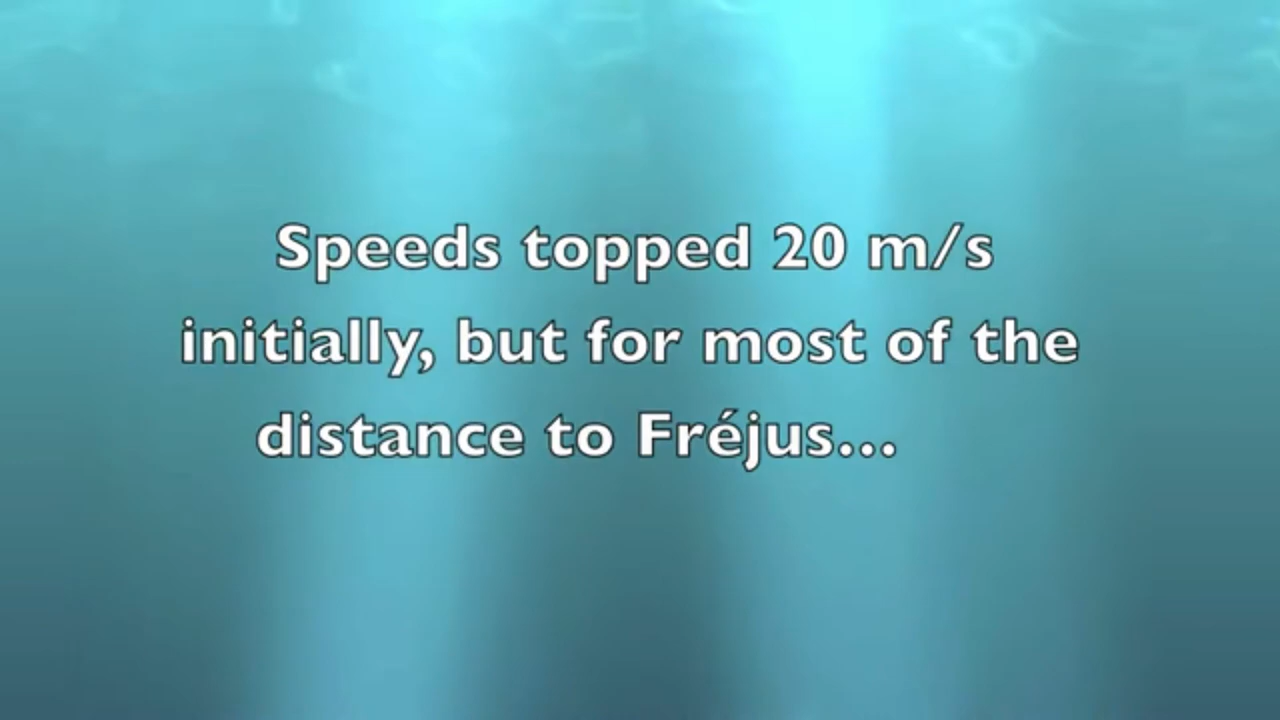 Speeds topped 20 m/s
initially, but for most of the
distance to Fréjus...